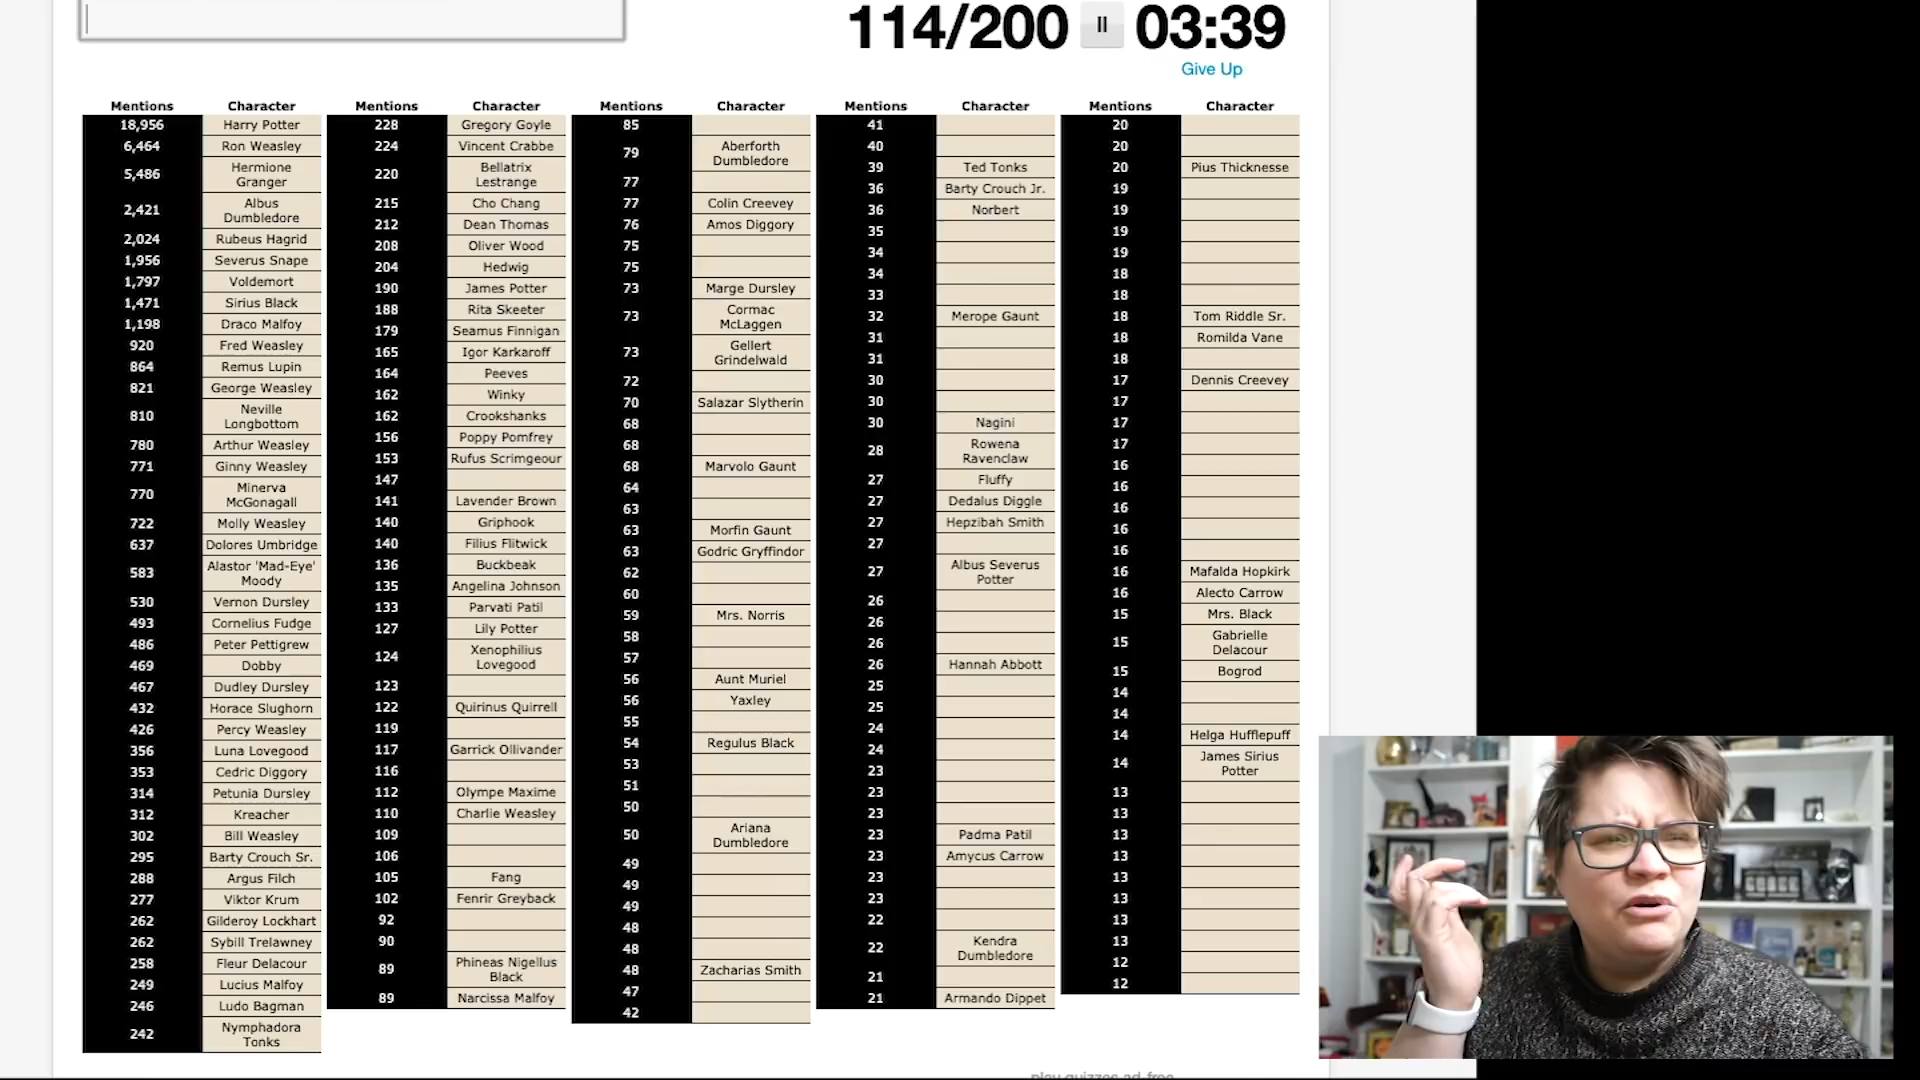 114/200 II 03:39
Give Up
Mentions Character Mentions Character Mentions Character Mentions Character Mentions Character
18,956 Harry Potter
6,464 Ron Weasley
5,486 Hermione
Granger
2,421 Albus
Dumbledore
2,024 Rubeus Hagrid
1,956 Severus Snape
1,797 Voldemort
1,471 Sirius Black
1,198 Draco Malfoy
920 Fred Weasley
864 Remus Lupin
821 George Weasley
810 Neville
Longbottom
780 Arthur Weasley
771 Ginny Weasley
770 Minerva
McGonagall
722 Molly Weasley
637 Dolores Umbridge
583 Alastor 'Mad-Eye'
Moody
530 Vernon Dursley
493 Cornelius Fudge
486 Peter Pettigrew
469 Dobby
467 Dudley Dursley
432 Horace Slughorn
426 Percy Weasley
356 Luna Lovegood
353 Cedric Diggory
314 Petunia Dursley
312 Kreacher
302 Bill Weasley
295 Barty Crouch Sr.
288 Argus Filch
277 Viktor Krum
262 Gilderoy Lockhart
262 Sybill Trelawney
258 Fleur Delacour
249 Lucius Malfoy
246 Ludo Bagman
242 Nymphadora
Tonks
228 Gregory Goyle
224 Vincent Crabbe
220 Bellatrix
Lestrange
215 Cho Chang
212 Dean Thomas
208 Oliver Wood
204 Hedwig
190 James Potter
188 Rita Skeeter
179 Seamus Finnigan
165 Igor Karkaroff
164 Peeves
162 Winky
162 Crookshanks
156 Poppy Pomfrey
153 Rufus Scrimgeour
147
141 Lavender Brown
140 Griphook
140 Filius Flitwick
136 Buckbeak
135 Angelina Johnson
133 Parvati Patil
127 Lily Potter
124 Xenophilius
Lovegood
123
122 Quirinus Quirrell
119
117 Garrick Ollivander
116
112 Olympe Maxime
110 Charlie Weasley
109
106
105 Fang
102 Fenrir Greyback
92
90
89 Phineas Nigellus
Black
89 Narcissa Malfoy
85
79 Aberforth
Dumbledore
77
77 Colin Creevey
76 Amos Diggory
75
75
73 Marge Dursley
73 Cormac
McLaggen
73 Gellert
Grindelwald
72
70 Salazar Slytherin
68
68
68 Marvolo Gaunt
64
63
63 Morfin Gaunt
63 Godric Gryffindor
62
60
59 Mrs. Norris
58
57
56 Aunt Muriel
56 Yaxley
55
54 Regulus Black
53
51
50
50 Ariana
Dumbledore
49
49
49
48
48
48 Zacharias Smith
47
42
41
40
39 Ted Tonks
36 Barty Crouch Jr.
36 Norbert
35
34
34
33
32 Merope Gaunt
31
31
30
30
30 Nagini
28 Rowena
Ravenclaw
27 Fluffy
27 Dedalus Diggle
27 Hepzibah Smith
27
27 Albus Severus
Potter
26
26
26
26 Hannah Abbott
25
25
24
24
23
23
23
23 Padma Patil
23 Amycus Carrow
23
23
22
22 Kendra
Dumbledore
21
21 Armando Dippet
20
20
20 Pius Thicknesse
19
19
19
19
18
18
18 Tom Riddle Sr.
18 Romilda Vane
18
17 Dennis Creevey
17
17
17
16
16
16
16
16
16 Mafalda Hopkirk
16 Alecto Carrow
15 Mrs. Black
15 Gabrielle
Delacour
15 Bogrod
14
14
14 Helga Hufflepuff
14 James Sirius
Potter
13
13
13
13
13
13
13
13
12
12
play quizzes ad-free